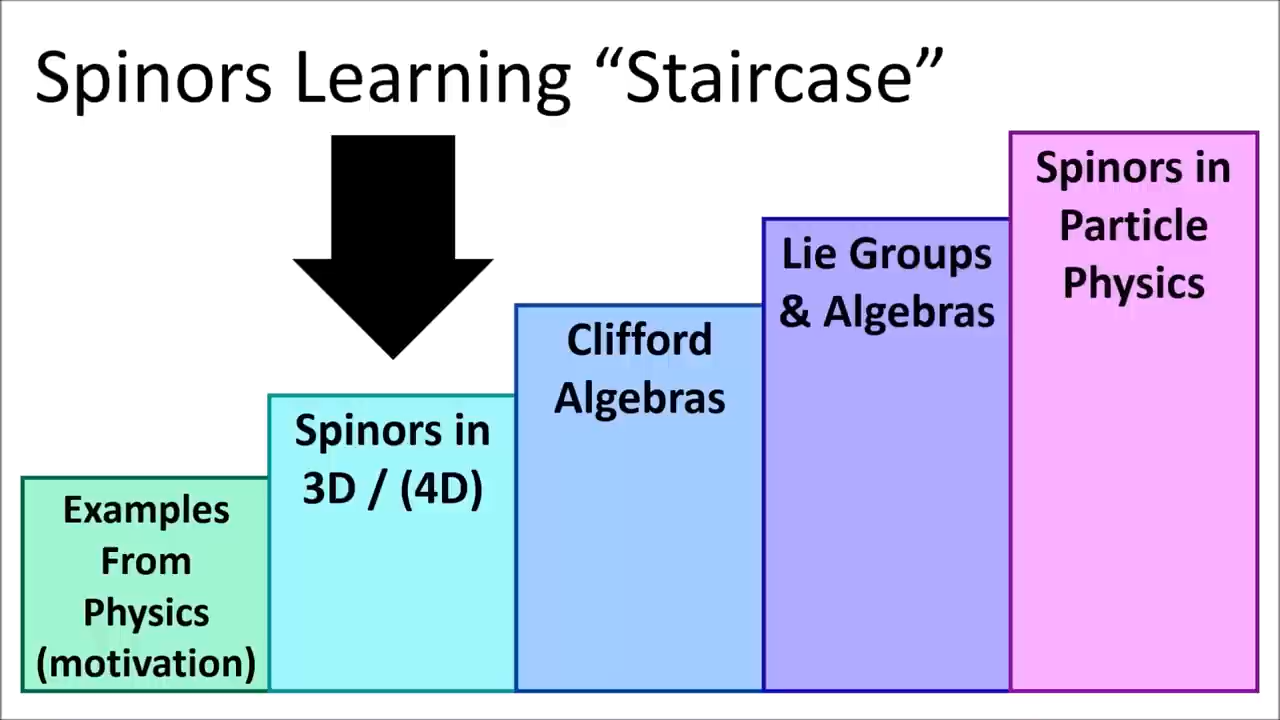 Spinors Learning “Staircase”
Examples
From
Physics
(motivation)
Spinors in
3D / (4D)
Clifford
Algebras
Lie Groups
& Algebras
Spinors in
Particle
Physics